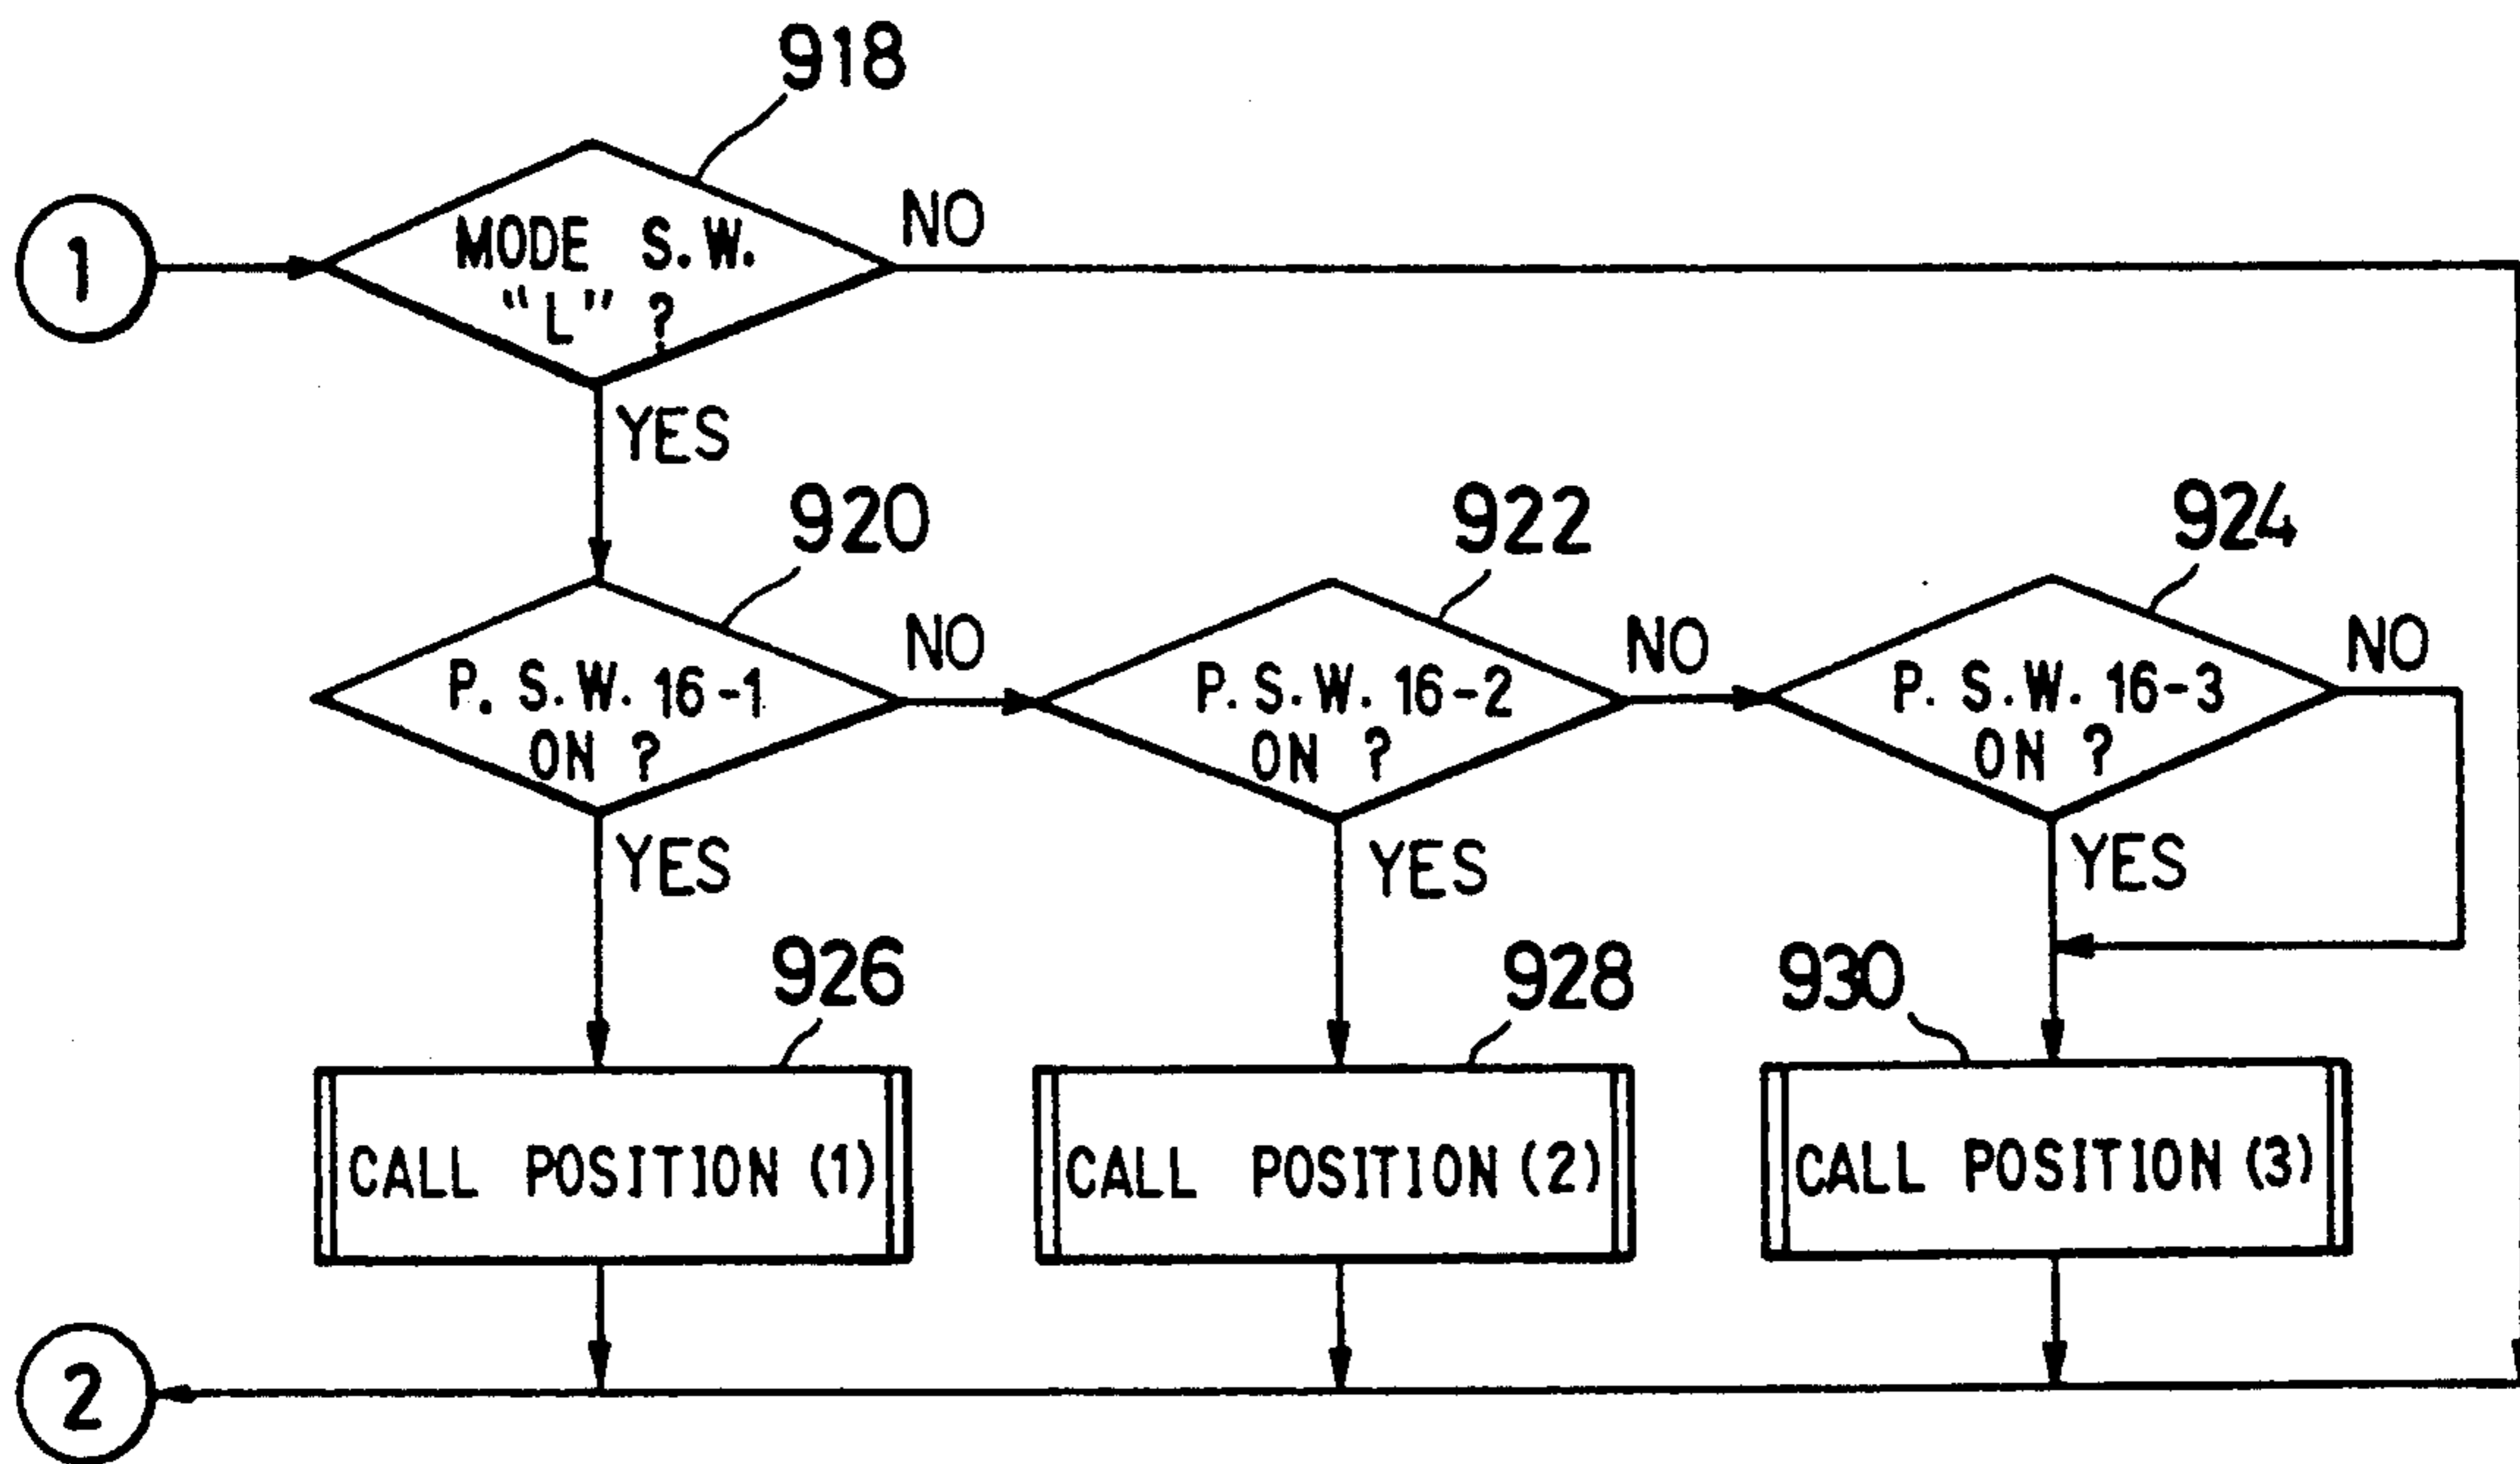 918
1
MODE S.W.
"L" ?
NO
YES
920
922
924
P. S.W. 16-1
ON ?
NO
P. S.W. 16-2
ON ?
NO
P. S.W. 16-3
ON ?
NO
YES
YES
YES
926
928
930
CALL POSITION (1)
CALL POSITION (2)
CALL POSITION (3)
2